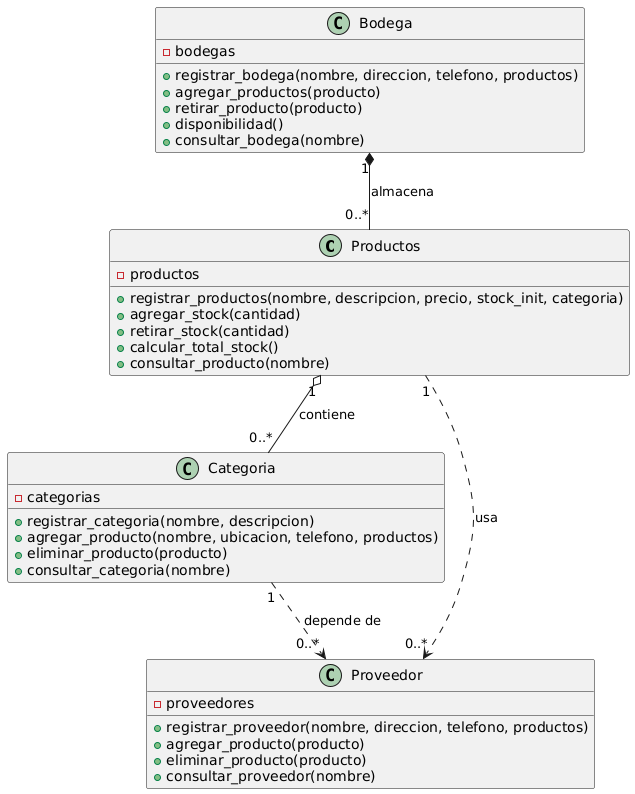 C Bodega
bodegas
registrar_bodega(nombre, direccion, telefono, productos)
agregar_productos(producto)
retirar_producto(producto)
disponibilidad()
consultar_bodega(nombre)
1
almacena
0..*
C Productos
productos
registrar_productos(nombre, descripcion, precio, stock_init, categoria)
agregar_stock(cantidad)
retirar_stock(cantidad)
calcular_total_stock()
consultar_producto(nombre)
1
1
contiene
0..*
C Categoria
categorias
registrar_categoria(nombre, descripcion)
agregar_producto(nombre, ubicacion, telefono, productos)
eliminar_producto(producto)
consultar_categoria(nombre)
usa
1
depende de
0..*
0..*
C Proveedor
proveedores
registrar_proveedor(nombre, direccion, telefono, productos)
agregar_producto(producto)
eliminar_producto(producto)
consultar_proveedor(nombre)